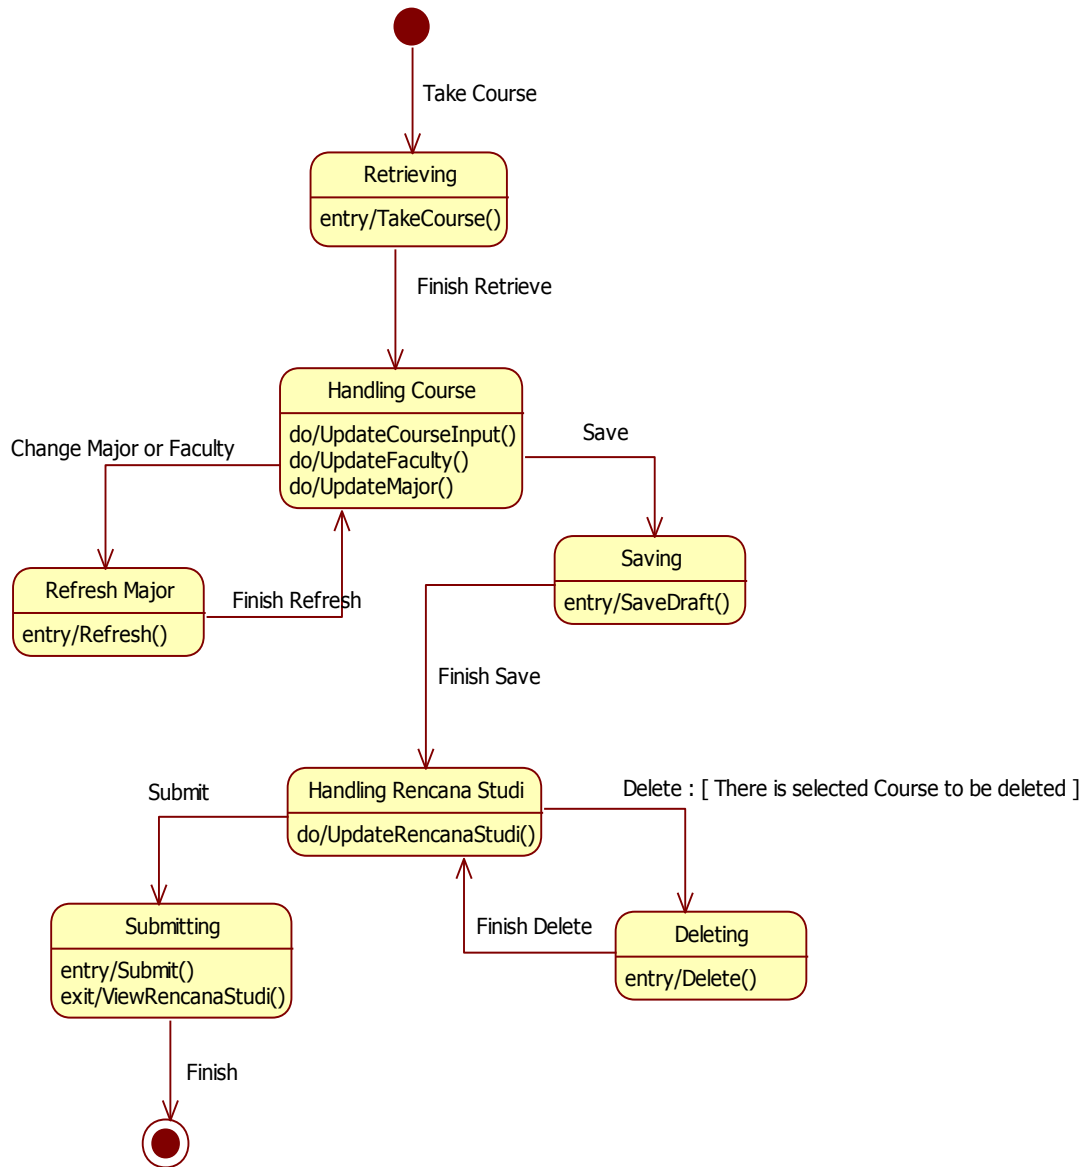 Take Course
Retrieving
entry/TakeCourse()
Finish Retrieve
Handling Course
do/UpdateCourseInput()
do/UpdateFaculty()
do/UpdateMajor()
Change Major or Faculty
Save
Refresh Major
entry/Refresh()
Finish Refresh
Saving
entry/SaveDraft()
Finish Save
Handling Rencana Studi
do/UpdateRencanaStudi()
Submit
Delete : [ There is selected Course to be deleted ]
Submitting
entry/Submit()
exit/ViewRencanaStudi()
Finish Delete
Deleting
entry/Delete()
Finish